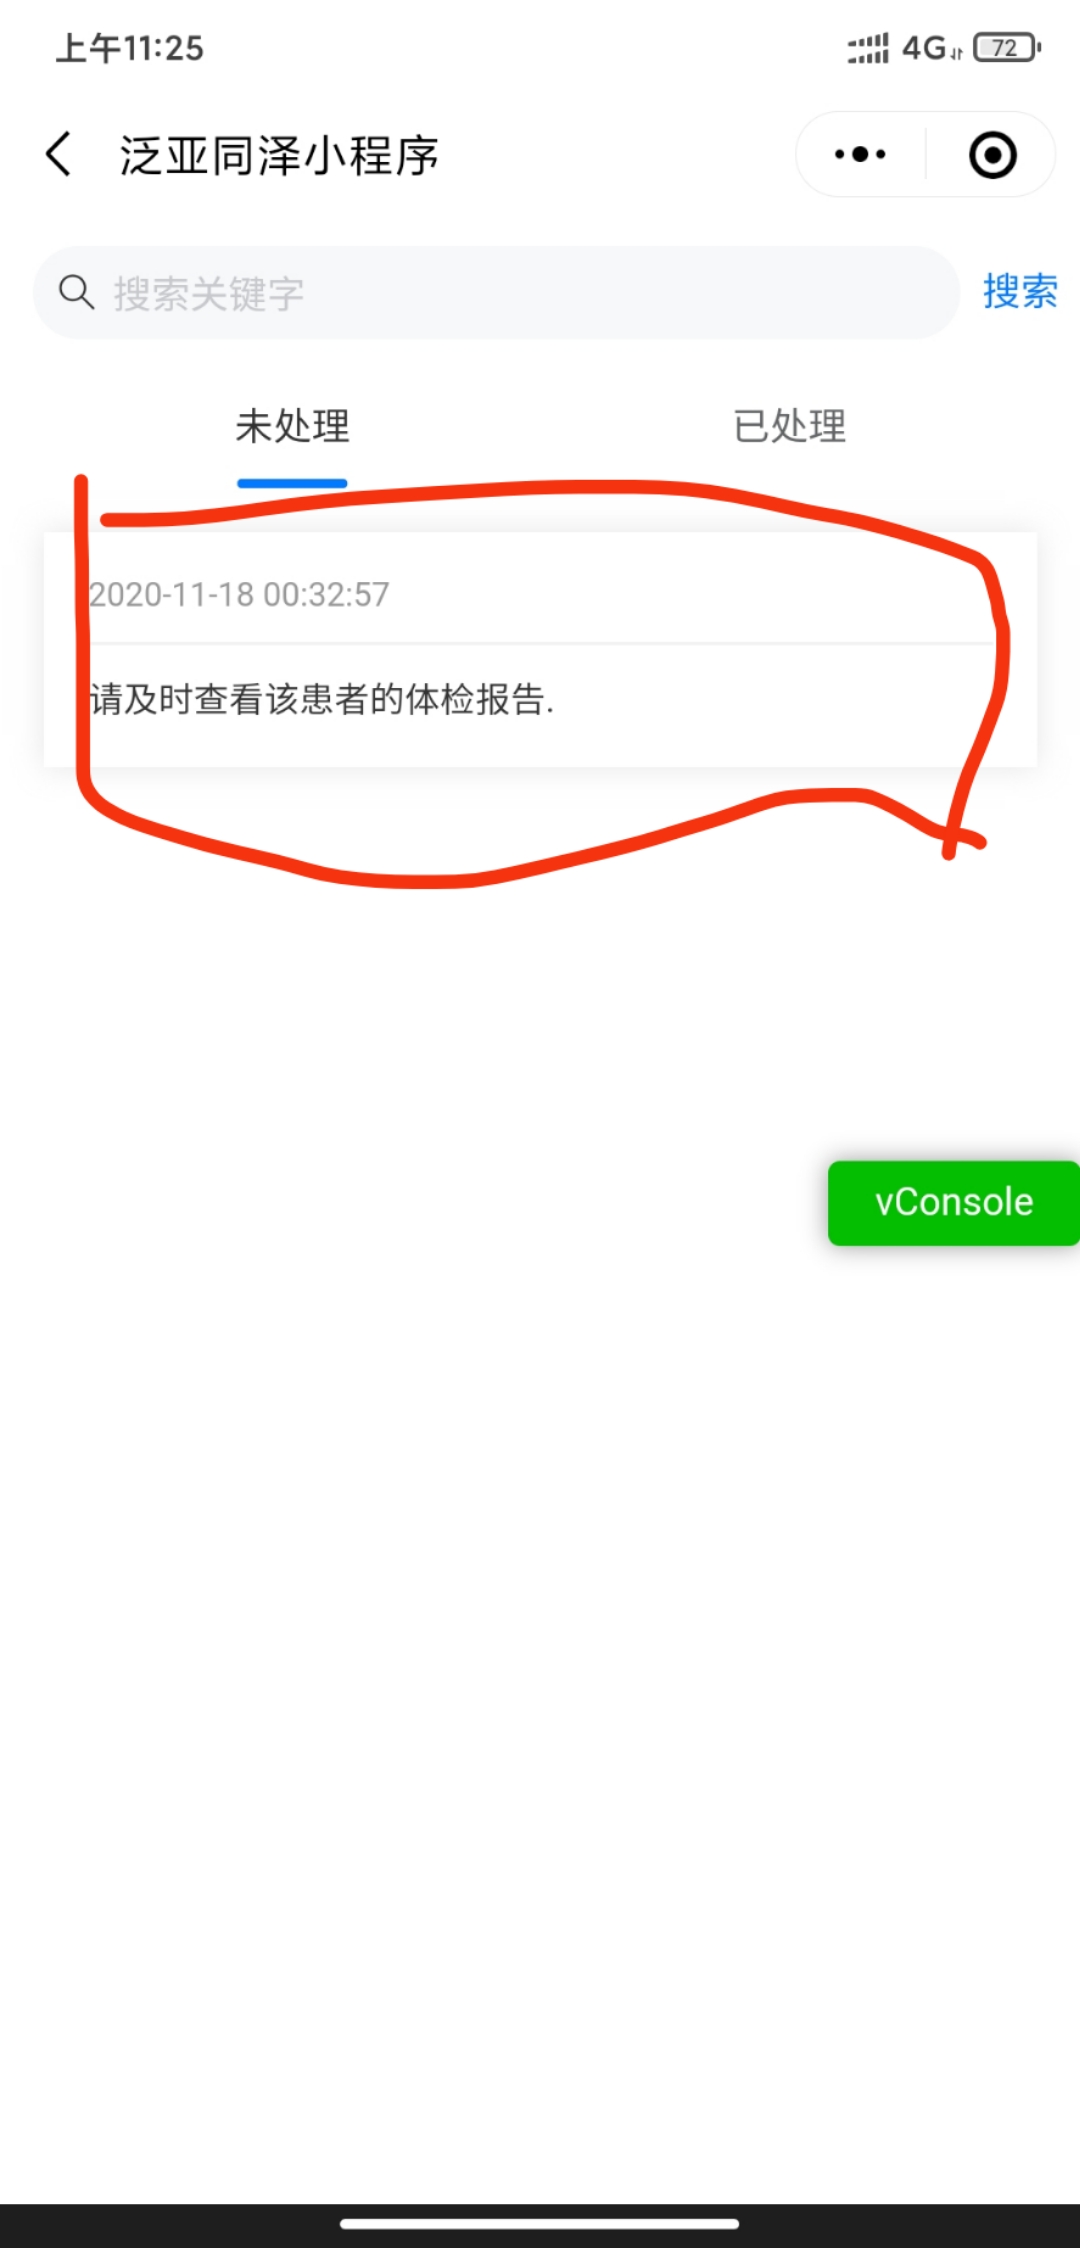 上午11:25
4G
72
泛亚同泽小程序
搜索关键字
搜索
未处理
已处理
2020-11-18 00:32:57
请及时查看该患者的体检报告.
vConsole